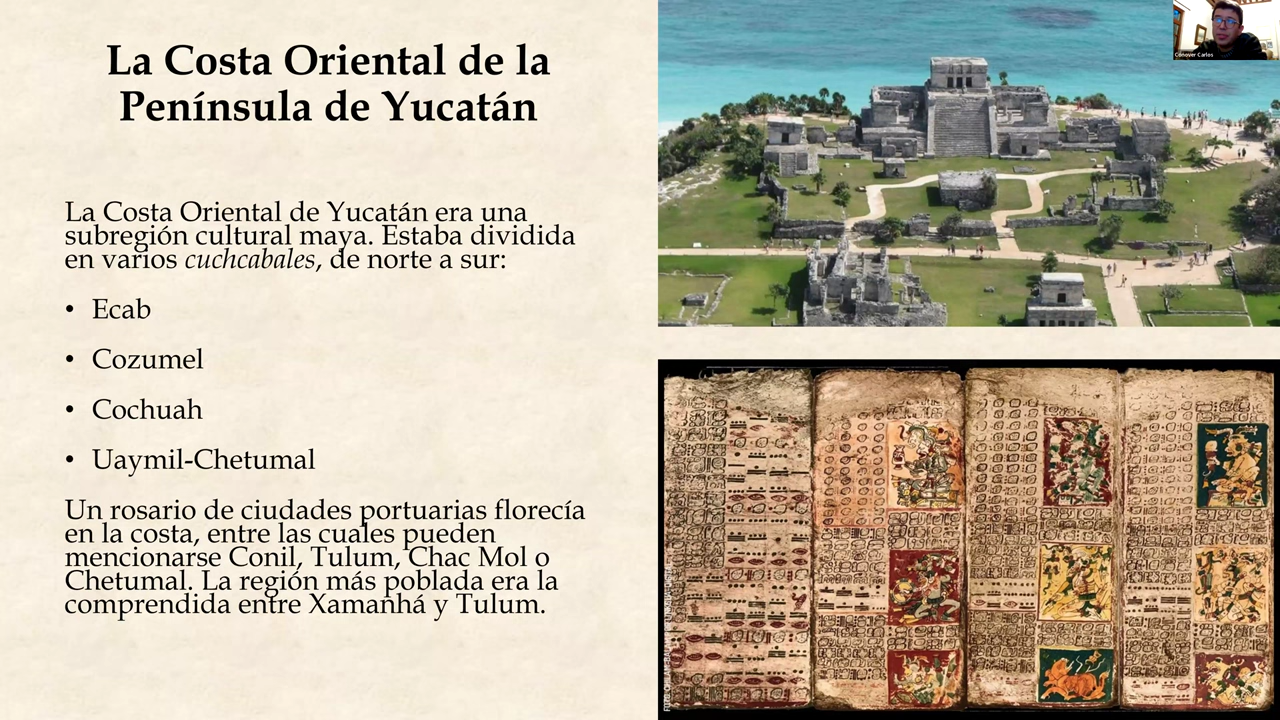 La Costa Oriental de la
Península de Yucatán
La Costa Oriental de Yucatán era una
subregión cultural maya. Estaba dividida
en varios cuchcabales, de norte a sur:
• Ecab
• Cozumel
• Cochuah
• Uaymil-Chetumal
Un rosario de ciudades portuarias florecía
en la costa, entre las cuales pueden
mencionarse Conil, Tulum, Chac Mol o
Chetumal. La región más poblada era la
comprendida entre Xamanhá y Tulum.
Conover Carlos